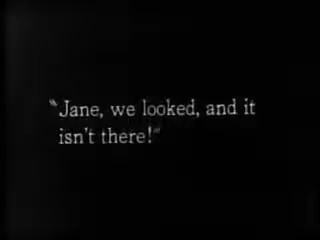 "Jane, we looked, and it
isn't there!"